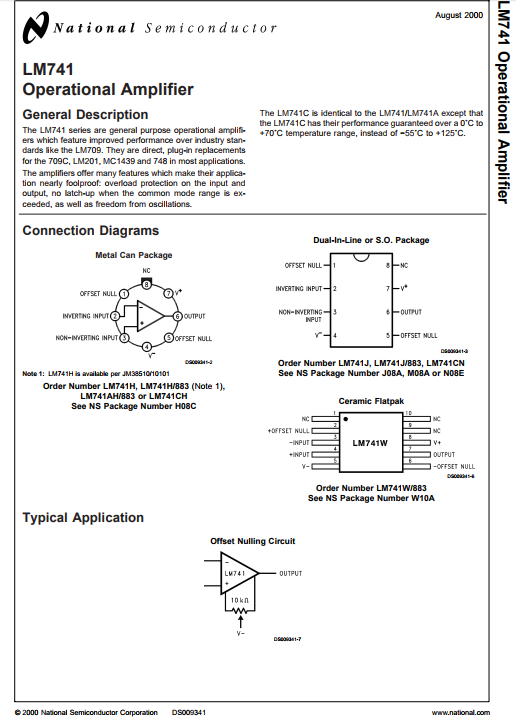 August 2000
National Semiconductor
LM741
Operational Amplifier
General Description
The LM741 series are general purpose operational amplifi-
ers which feature improved performance over industry stan-
dards like the LM709. They are direct, plug-in replacements
for the 709C, LM201, MC1439 and 748 in most applications.
The amplifiers offer many features which make their applica-
tion nearly foolproof: overload protection on the input and
output, no latch-up when the common mode range is ex-
ceeded, as well as freedom from oscillations.
The LM741C is identical to the LM741/LM741A except that
the LM741C has their performance guaranteed over a 0˚C to
+70˚C temperature range, instead of −55˚C to +125˚C.
Connection Diagrams
Metal Can Package
NC
8
OFFSET NULL 1
7 V+
INVERTING INPUT 2
6 OUTPUT
NON-INVERTING INPUT 3
5 OFFSET NULL
4
V−
DS009341-2
Note 1: LM741H is available per JM38510/10101
Order Number LM741H, LM741H/883 (Note 1),
LM741AH/883 or LM741CH
See NS Package Number H08C
Dual-In-Line or S.O. Package
OFFSET NULL 1 8 NC
INVERTING INPUT 2 7 V+
NON-INVERTING 3 6 OUTPUT
INPUT
V− 4 5 OFFSET NULL
DS009341-3
Order Number LM741J, LM741J/883, LM741CN
See NS Package Number J08A, M08A or N08E
Ceramic Flatpak
NC 1 10 NC
+OFFSET NULL 2 9 NC
-INPUT 3 8 V+
+INPUT 4 7 OUTPUT
V- 5 6 -OFFSET NULL
LM741W
DS009341-6
Order Number LM741W/883
See NS Package Number W10A
Typical Application
Offset Nulling Circuit
−
LM741
OUTPUT
+
10 kΩ
V−
DS009341-7
© 2000 National Semiconductor Corporation DS009341
www.national.com
LM741 Operational Amplifier